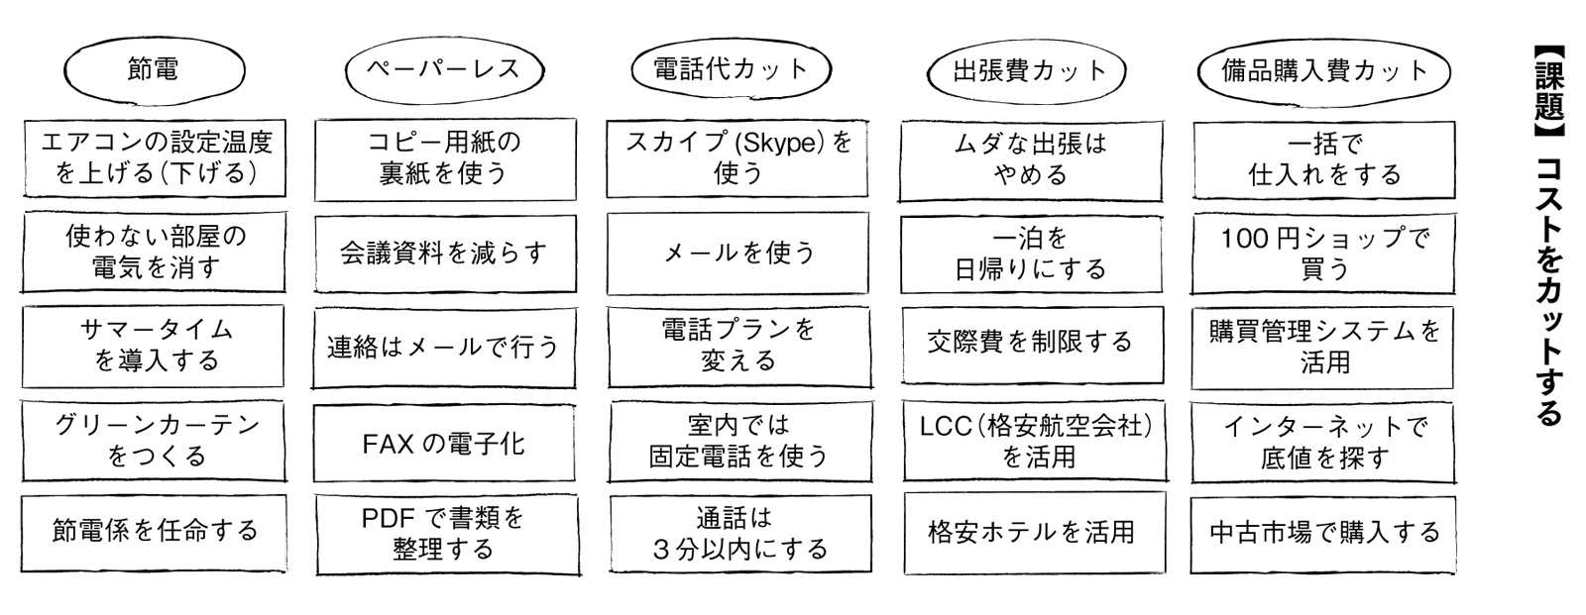 【課題】コストをカットする
節電
エアコンの設定温度
を上げる（下げる）
使わない部屋の
電気を消す
サマータイム
を導入する
グリーンカーテン
をつくる
節電係を任命する
ペーパーレス
コピー用紙の
裏紙を使う
会議資料を減らす
連絡はメールで行う
FAXの電子化
PDFで書類を
整理する
電話代カット
スカイプ（Skype）を
使う
メールを使う
電話プランを
変える
室内では
固定電話を使う
通話は
3分以内にする
出張費カット
ムダな出張は
やめる
一泊を
日帰りにする
交際費を制限する
LCC（格安航空会社）
を活用
格安ホテルを活用
備品購入費カット
一括で
仕入れをする
100円ショップで
買う
購買管理システムを
活用
インターネットで
底値を探す
中古市場で購入する